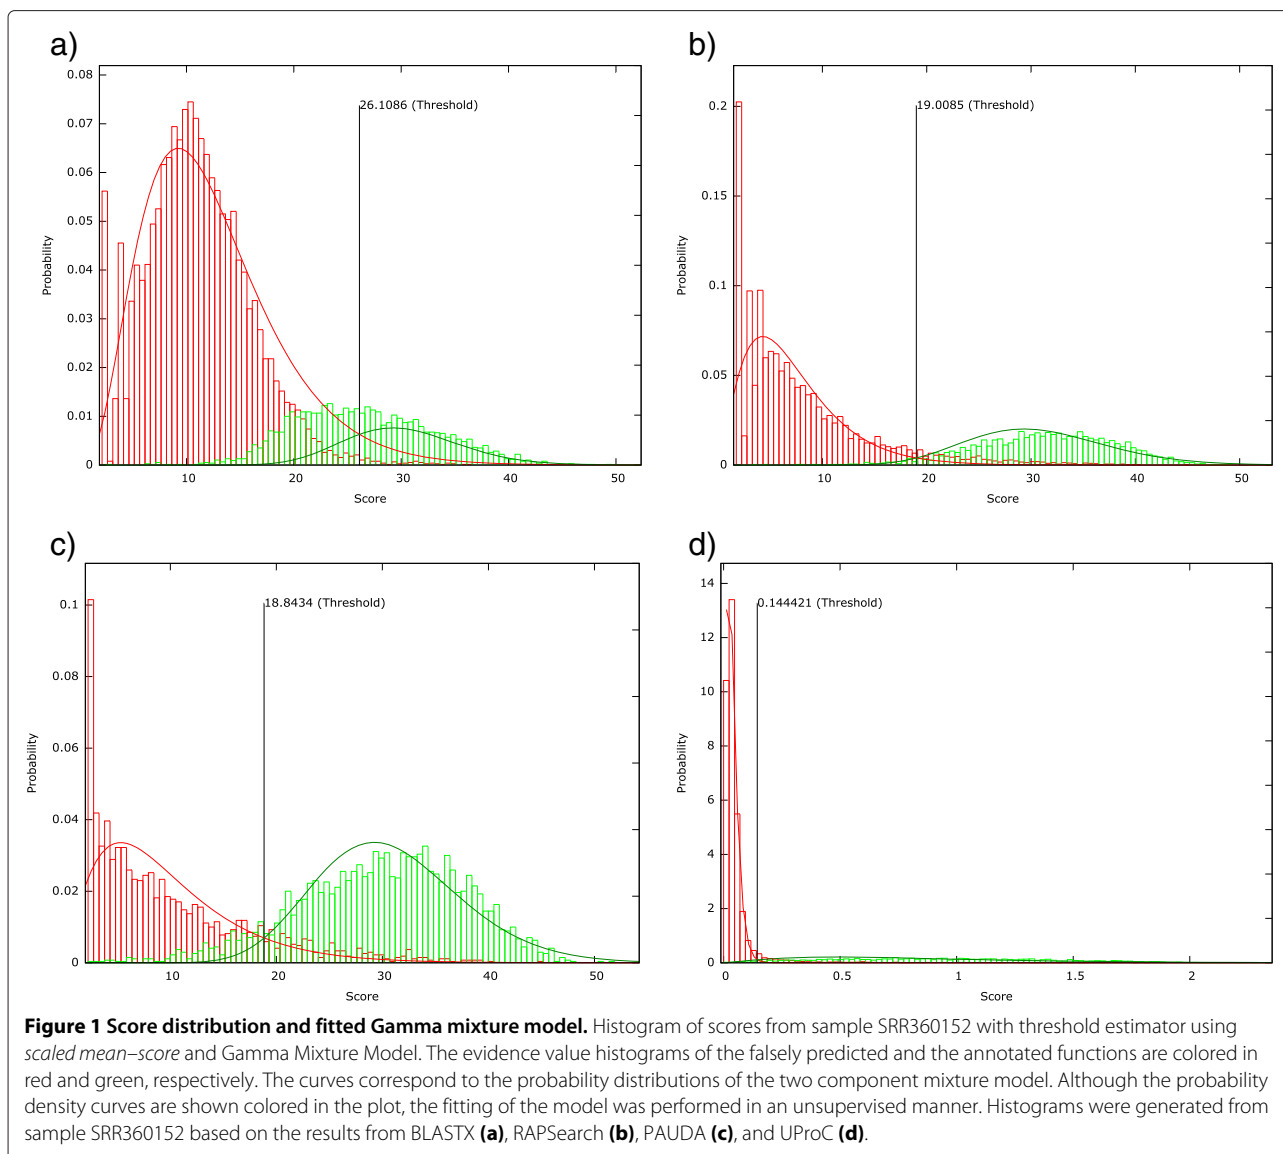 a)
0.08
0.07
0.06
0.05
0.04
0.03
0.02
0.01
0
Probability
26.1086 (Threshold)
10
20
30
40
50
Score
b)
0.2
0.15
0.1
0.05
0
Probability
19.0085 (Threshold)
10
20
30
40
50
Score
c)
0.1
0.08
0.06
0.04
0.02
0
Probability
18.8434 (Threshold)
10
20
30
40
50
Score
d)
14
12
10
8
6
4
2
0
Probability
0.144421 (Threshold)
0
0.5
1
1.5
2
Score
Figure 1 Score distribution and fitted Gamma mixture model. Histogram of scores from sample SRR360152 with threshold estimator using
scaled mean–score and Gamma Mixture Model. The evidence value histograms of the falsely predicted and the annotated functions are colored in
red and green, respectively. The curves correspond to the probability distributions of the two component mixture model. Although the probability
density curves are shown colored in the plot, the fitting of the model was performed in an unsupervised manner. Histograms were generated from
sample SRR360152 based on the results from BLASTX (a), RAPSearch (b), PAUDA (c), and UProC (d).